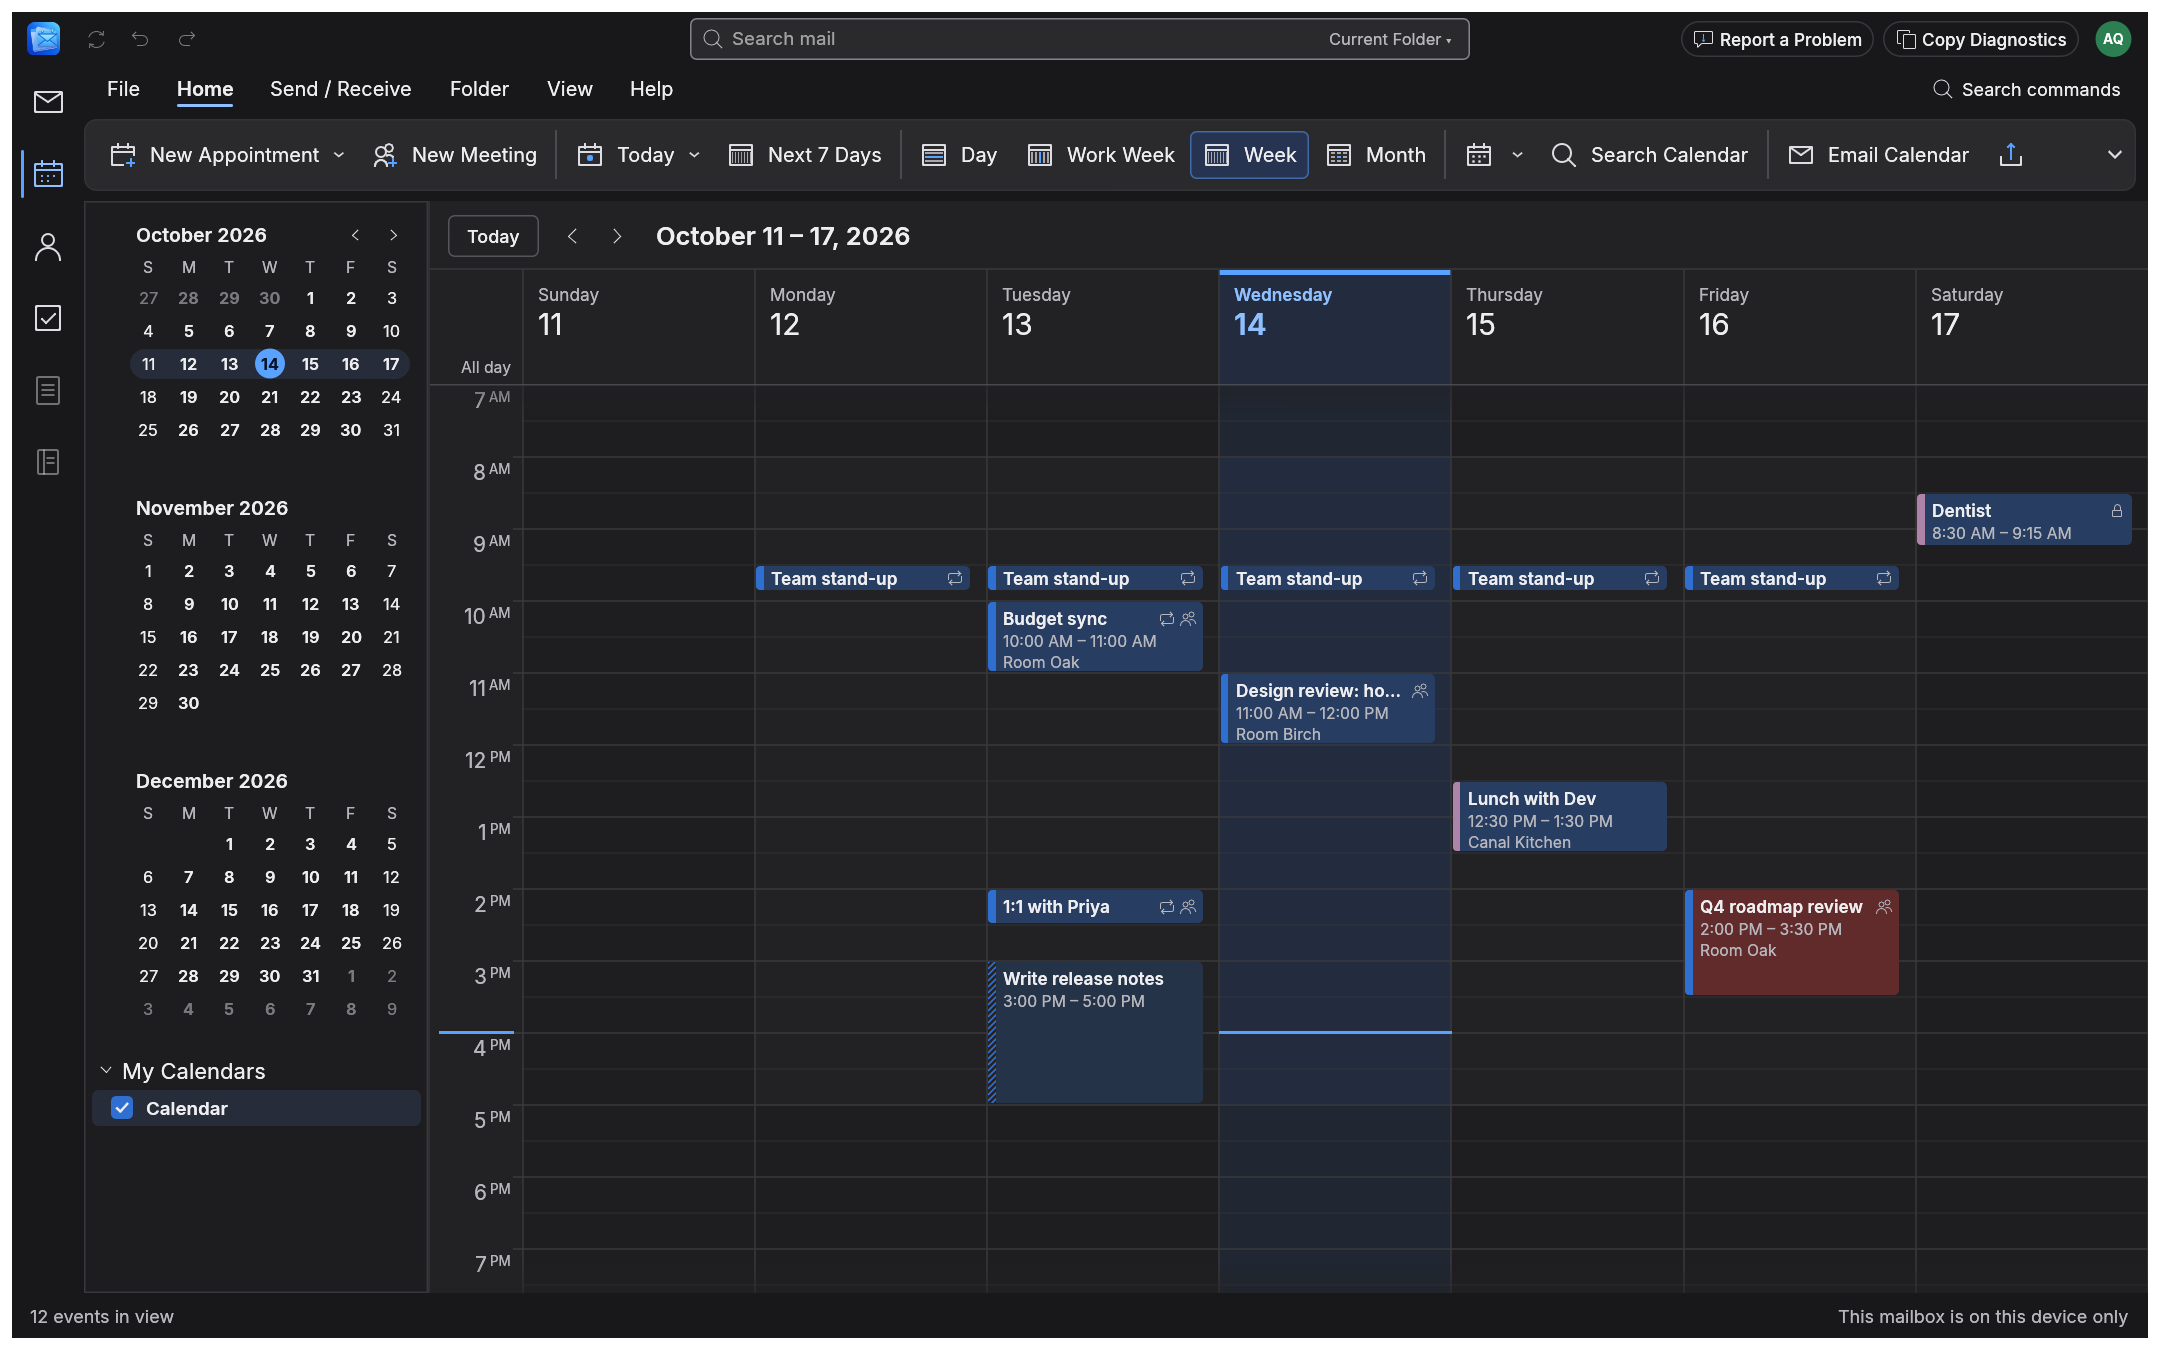 Search mail
Current Folder
Report a Problem
Copy Diagnostics
AQ
File Home Send / Receive Folder View Help
Search commands
New Appointment New Meeting Today Next 7 Days Day Work Week Week Month Search Calendar Email Calendar
October 2026
S M T W T F S
27 28 29 30 1 2 3
4 5 6 7 8 9 10
11 12 13 14 15 16 17
18 19 20 21 22 23 24
25 26 27 28 29 30 31
November 2026
S M T W T F S
1 2 3 4 5 6 7
8 9 10 11 12 13 14
15 16 17 18 19 20 21
22 23 24 25 26 27 28
29 30
December 2026
S M T W T F S
1 2 3 4 5
6 7 8 9 10 11 12
13 14 15 16 17 18 19
20 21 22 23 24 25 26
27 28 29 30 31 1 2
3 4 5 6 7 8 9
My Calendars
Calendar
Today
October 11 – 17, 2026
Sunday Monday Tuesday Wednesday Thursday Friday Saturday
11 12 13 14 15 16 17
All day
7 AM
8 AM
Dentist
8:30 AM – 9:15 AM
9 AM
Team stand-up Team stand-up Team stand-up Team stand-up Team stand-up
10 AM
Budget sync
10:00 AM – 11:00 AM
Room Oak
11 AM
Design review: ho...
11:00 AM – 12:00 PM
Room Birch
12 PM
Lunch with Dev
12:30 PM – 1:30 PM
Canal Kitchen
1 PM
2 PM
1:1 with Priya
Q4 roadmap review
2:00 PM – 3:30 PM
Room Oak
3 PM
Write release notes
3:00 PM – 5:00 PM
4 PM
5 PM
6 PM
7 PM
12 events in view
This mailbox is on this device only